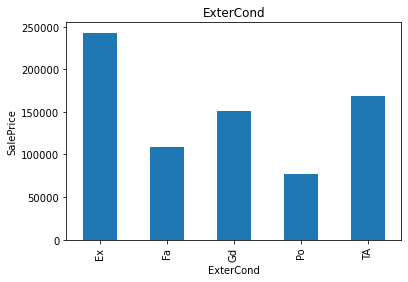 ExterCond
250000
200000
150000
100000
50000
0
SalePrice
Ex
Fa
Gd
Po
TA
ExterCond